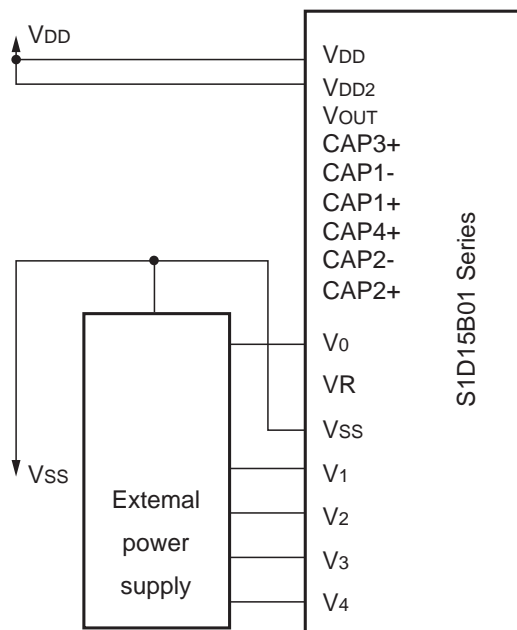 VDD
VDD
VDD2
VOUT
CAP3+
CAP1-
CAP1+
CAP4+
CAP2-
CAP2+
V0
VR
VSS
V1
V2
V3
V4
S1D15B01 Series
VSS
External
power
supply